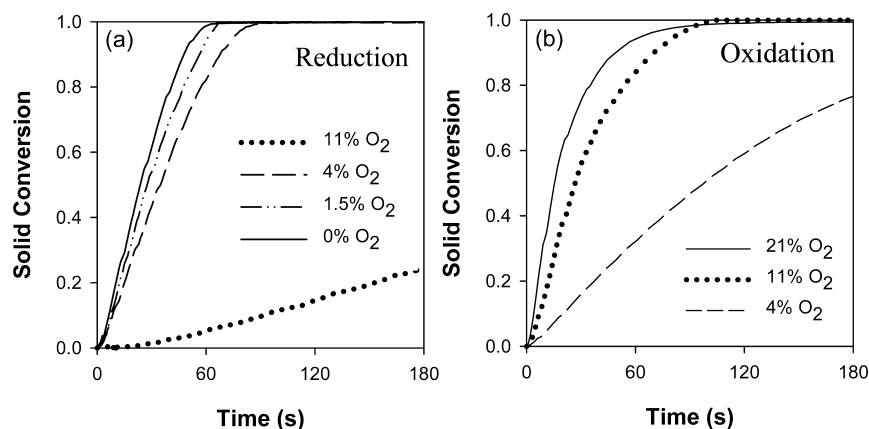 (a)
Reduction
Solid Conversion
1.0
0.8
0.6
0.4
0.2
0.0
11% O2
4% O2
1.5% O2
0% O2
0 60 120 180
Time (s)
(b)
Oxidation
Solid Conversion
1.0
0.8
0.6
0.4
0.2
0.0
21% O2
11% O2
4% O2
0 60 120 180
Time (s)